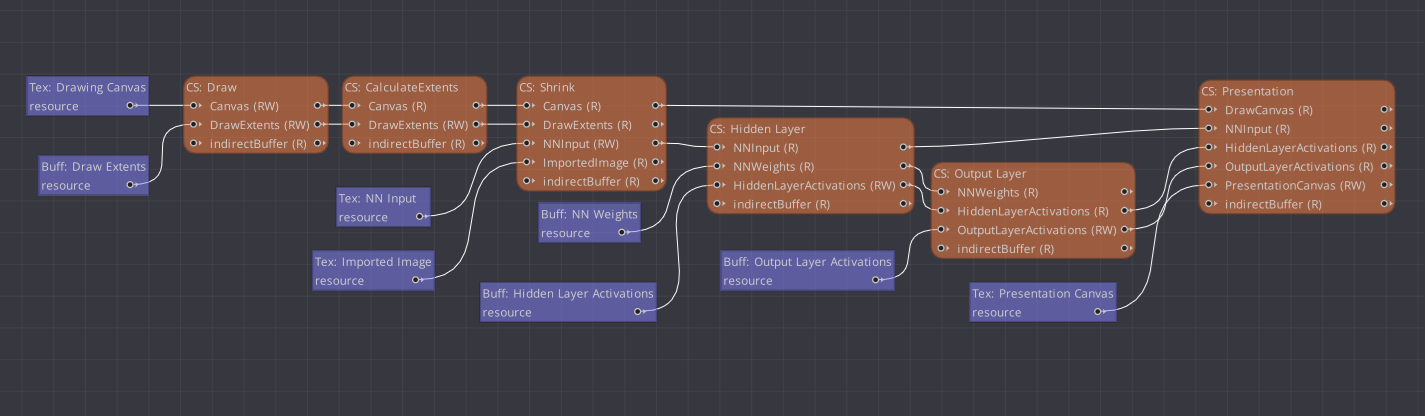 Tex: Drawing Canvas
resource
Buff: Draw Extents
resource
CS: Draw
Canvas (RW)
DrawExtents (RW)
indirectBuffer (R)
CS: CalculateExtents
Canvas (R)
DrawExtents (RW)
indirectBuffer (R)
Tex: NN Input
resource
Tex: Imported Image
resource
CS: Shrink
Canvas (R)
DrawExtents (R)
NNInput (RW)
ImportedImage (R)
indirectBuffer (R)
Buff: NN Weights
resource
Buff: Hidden Layer Activations
resource
CS: Hidden Layer
NNInput (R)
NNWeights (R)
HiddenLayerActivations (RW)
indirectBuffer (R)
Buff: Output Layer Activations
resource
CS: Output Layer
NNWeights (R)
HiddenLayerActivations (R)
OutputLayerActivations (RW)
indirectBuffer (R)
Tex: Presentation Canvas
resource
CS: Presentation
DrawCanvas (R)
NNInput (R)
HiddenLayerActivations (R)
OutputLayerActivations (R)
PresentationCanvas (RW)
indirectBuffer (R)